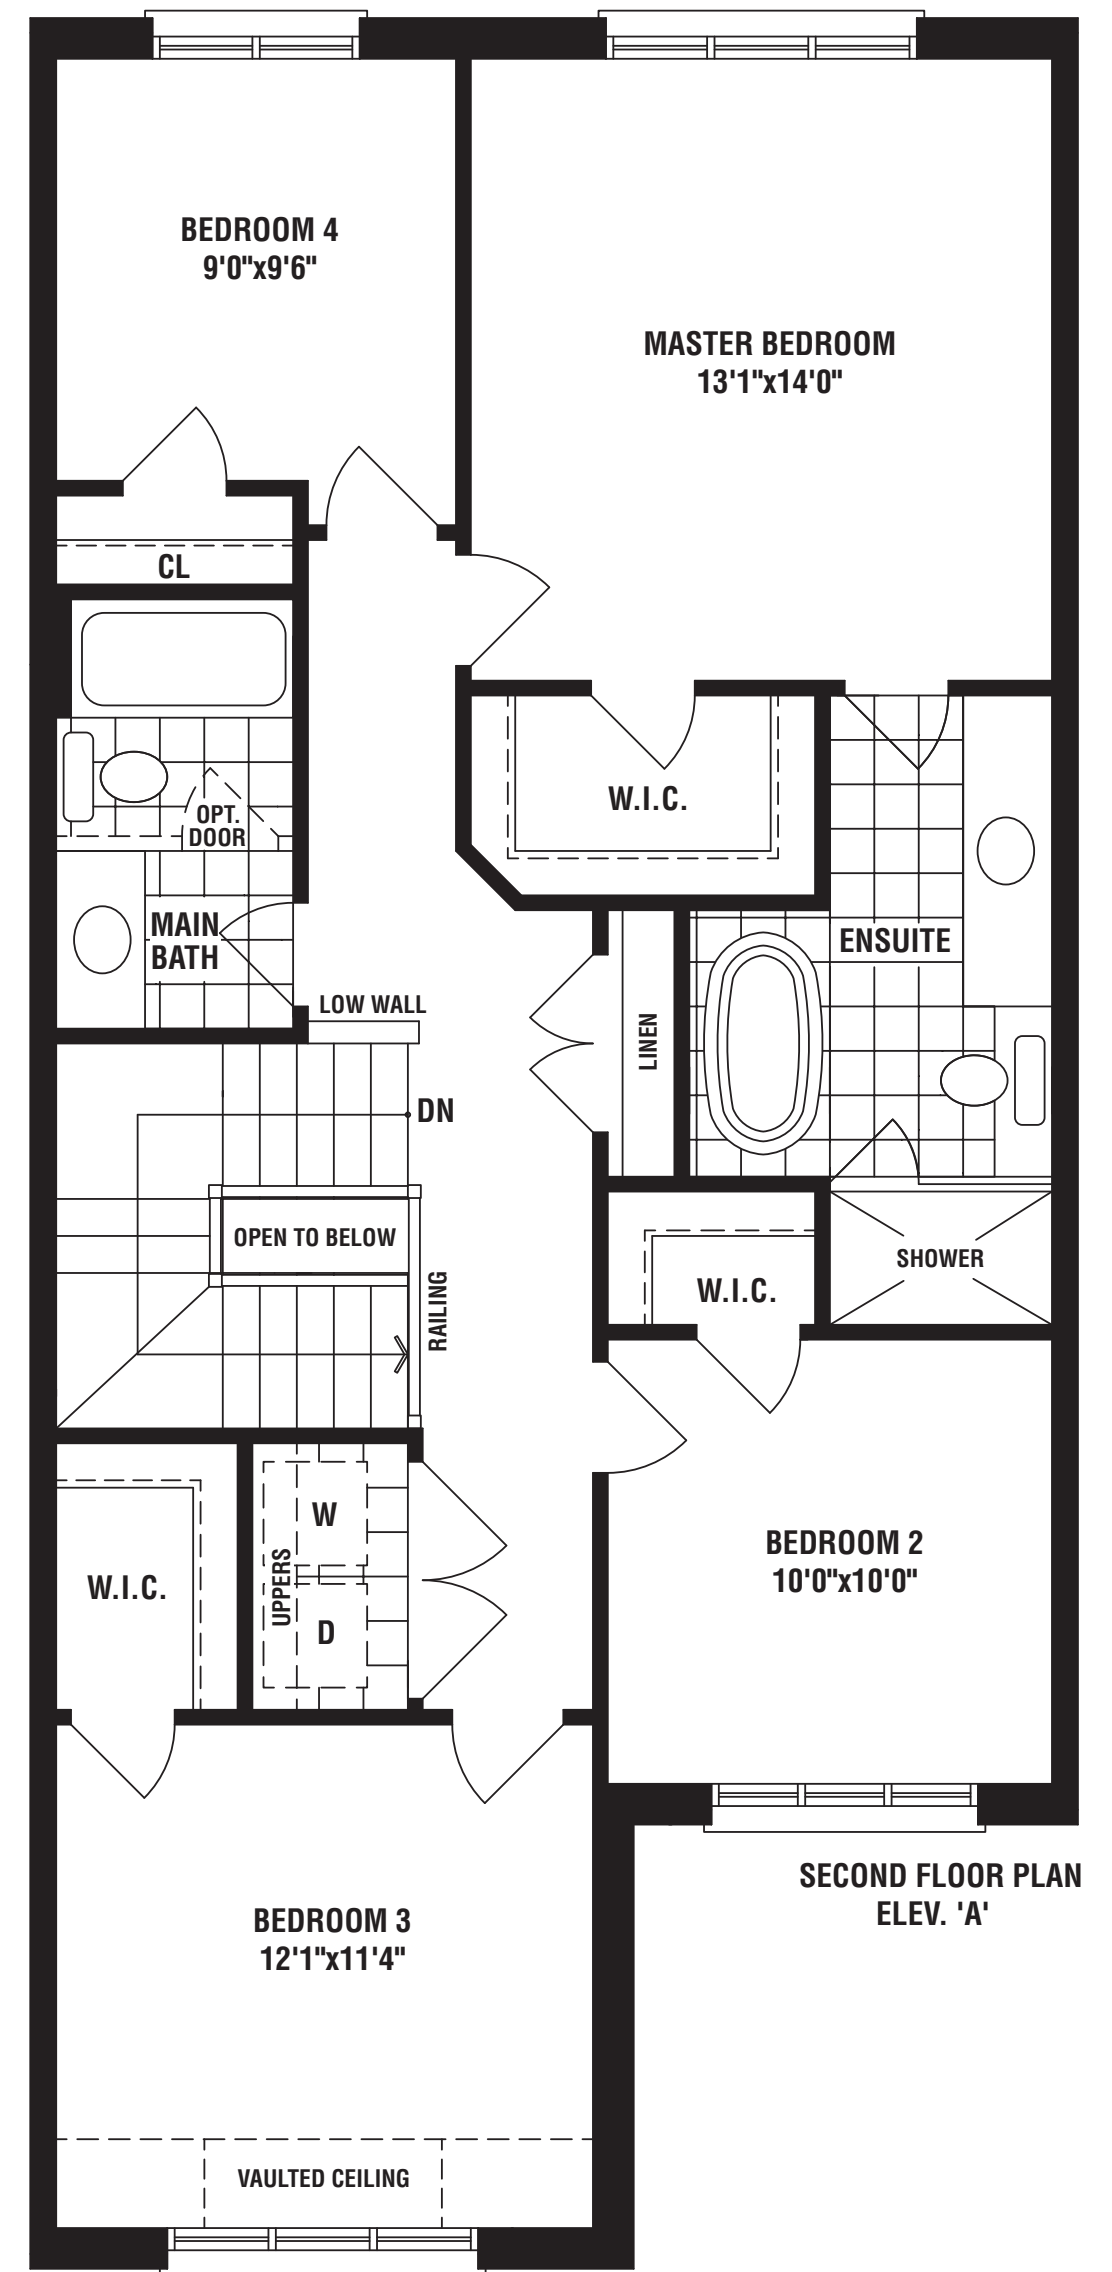 BEDROOM 4
9'0"x9'6"
MASTER BEDROOM
13'1"x14'0"
CL
W.I.C.
OPT.
DOOR
MAIN
BATH
ENSUITE
LOW WALL
LINEN
DN
OPEN TO BELOW
RAILING
SHOWER
W.I.C.
W
UPPERS
D
W.I.C.
BEDROOM 2
10'0"x10'0"
SECOND FLOOR PLAN
ELEV. 'A'
BEDROOM 3
12'1"x11'4"
VAULTED CEILING